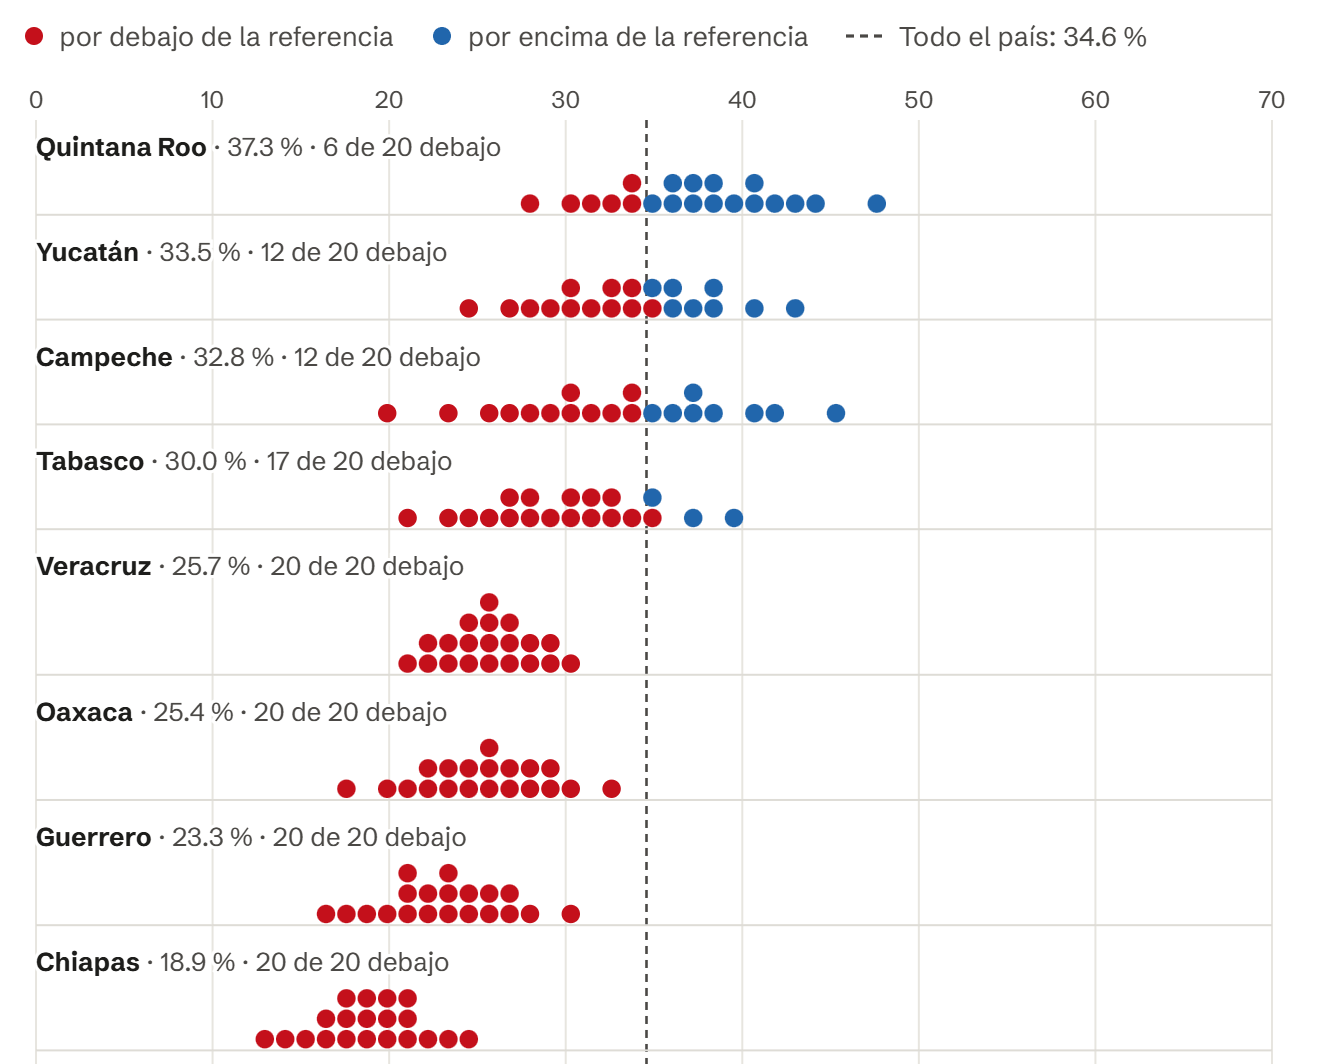 por debajo de la referencia por encima de la referencia Todo el país: 34.6 %
0 10 20 30 40 50 60 70
Quintana Roo · 37.3 % · 6 de 20 debajo
Yucatán · 33.5 % · 12 de 20 debajo
Campeche · 32.8 % · 12 de 20 debajo
Tabasco · 30.0 % · 17 de 20 debajo
Veracruz · 25.7 % · 20 de 20 debajo
Oaxaca · 25.4 % · 20 de 20 debajo
Guerrero · 23.3 % · 20 de 20 debajo
Chiapas · 18.9 % · 20 de 20 debajo